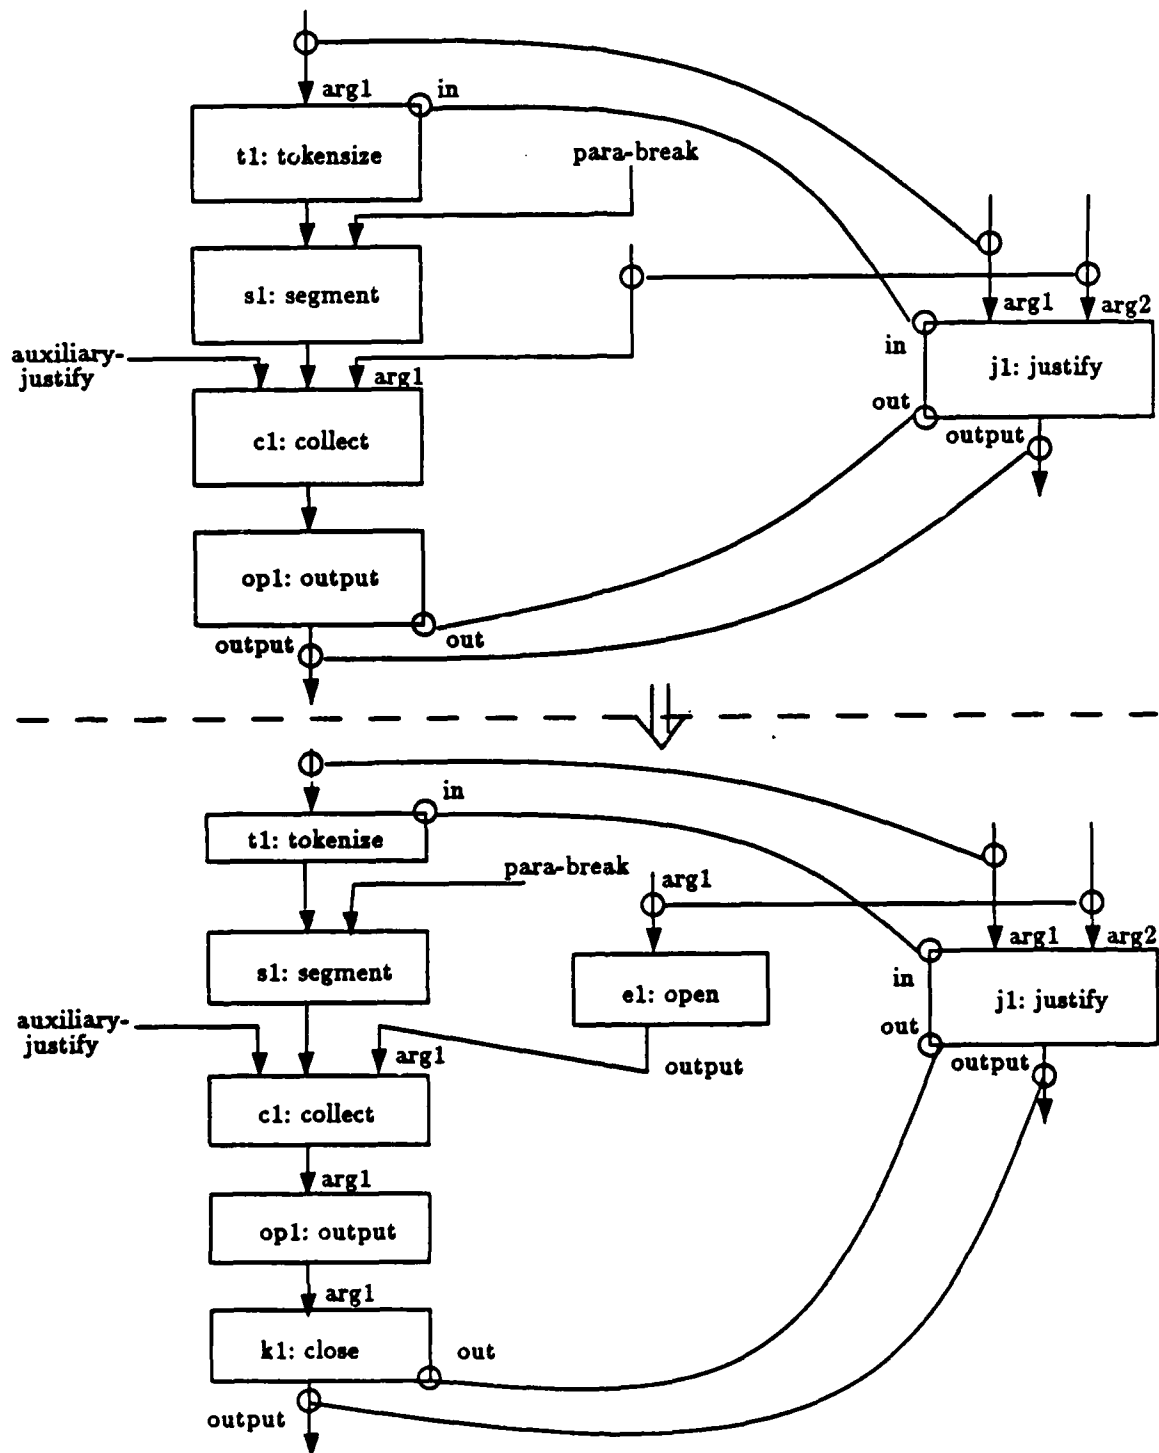 arg1
in
t1: tokensize
para-break
s1: segment
arg1
arg2
auxiliary-
justify
in
j1: justify
arg1
out
c1: collect
output
op1: output
output
out
in
t1: tokenize
para-break
arg1
arg1
arg2
s1: segment
in
e1: open
j1: justify
auxiliary-
justify
out
arg1
output
output
c1: collect
arg1
op1: output
arg1
k1: close
out
output